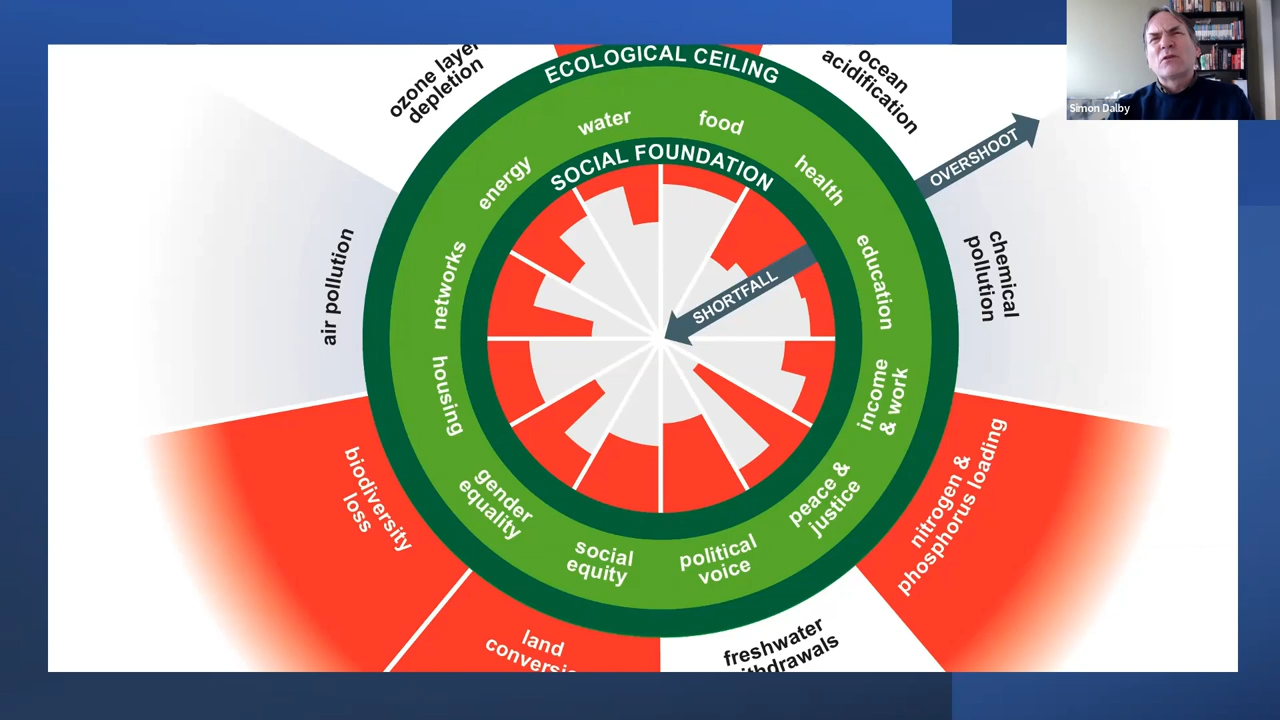 ECOLOGICAL CEILING
ozone layer
depletion
ocean
acidification
Simon Dalby
OVERSHOOT
water
food
energy
health
SOCIAL FOUNDATION
networks
education
SHORTFALL
air pollution
chemical
pollution
housing
income
& work
biodiversity
loss
gender
equality
peace &
justice
nitrogen &
phosphorus loading
social
equity
political
voice
land
freshwater